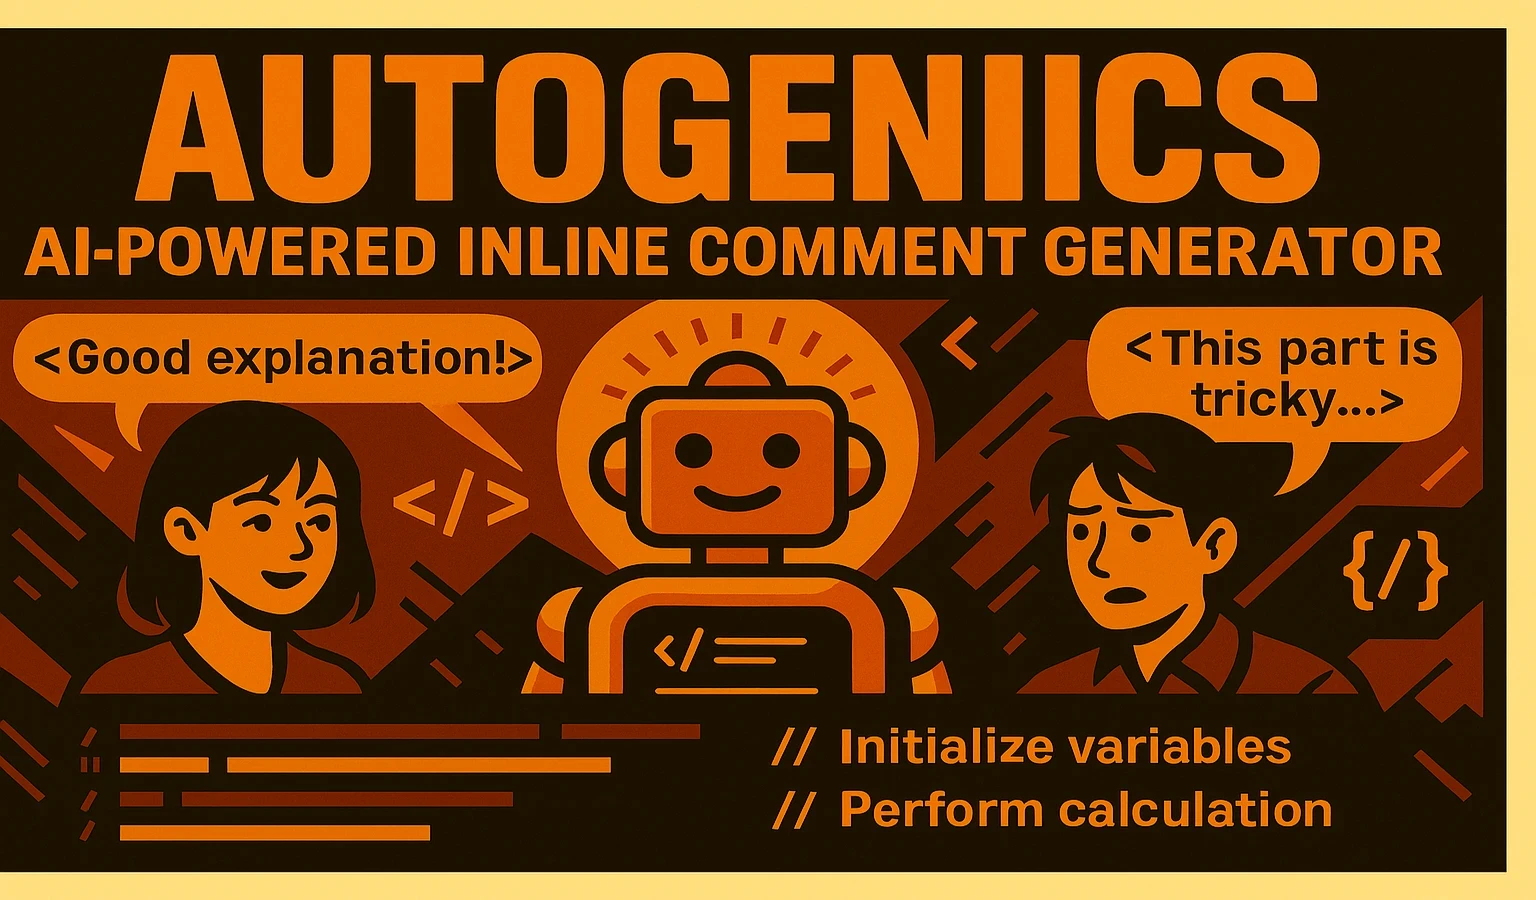 AUTOGENIICS
AI-POWERED INLINE COMMENT GENERATOR
<Good explanation!>
<This part is
tricky...>
</>
{/}
</
// Initialize variables
// Perform calculation